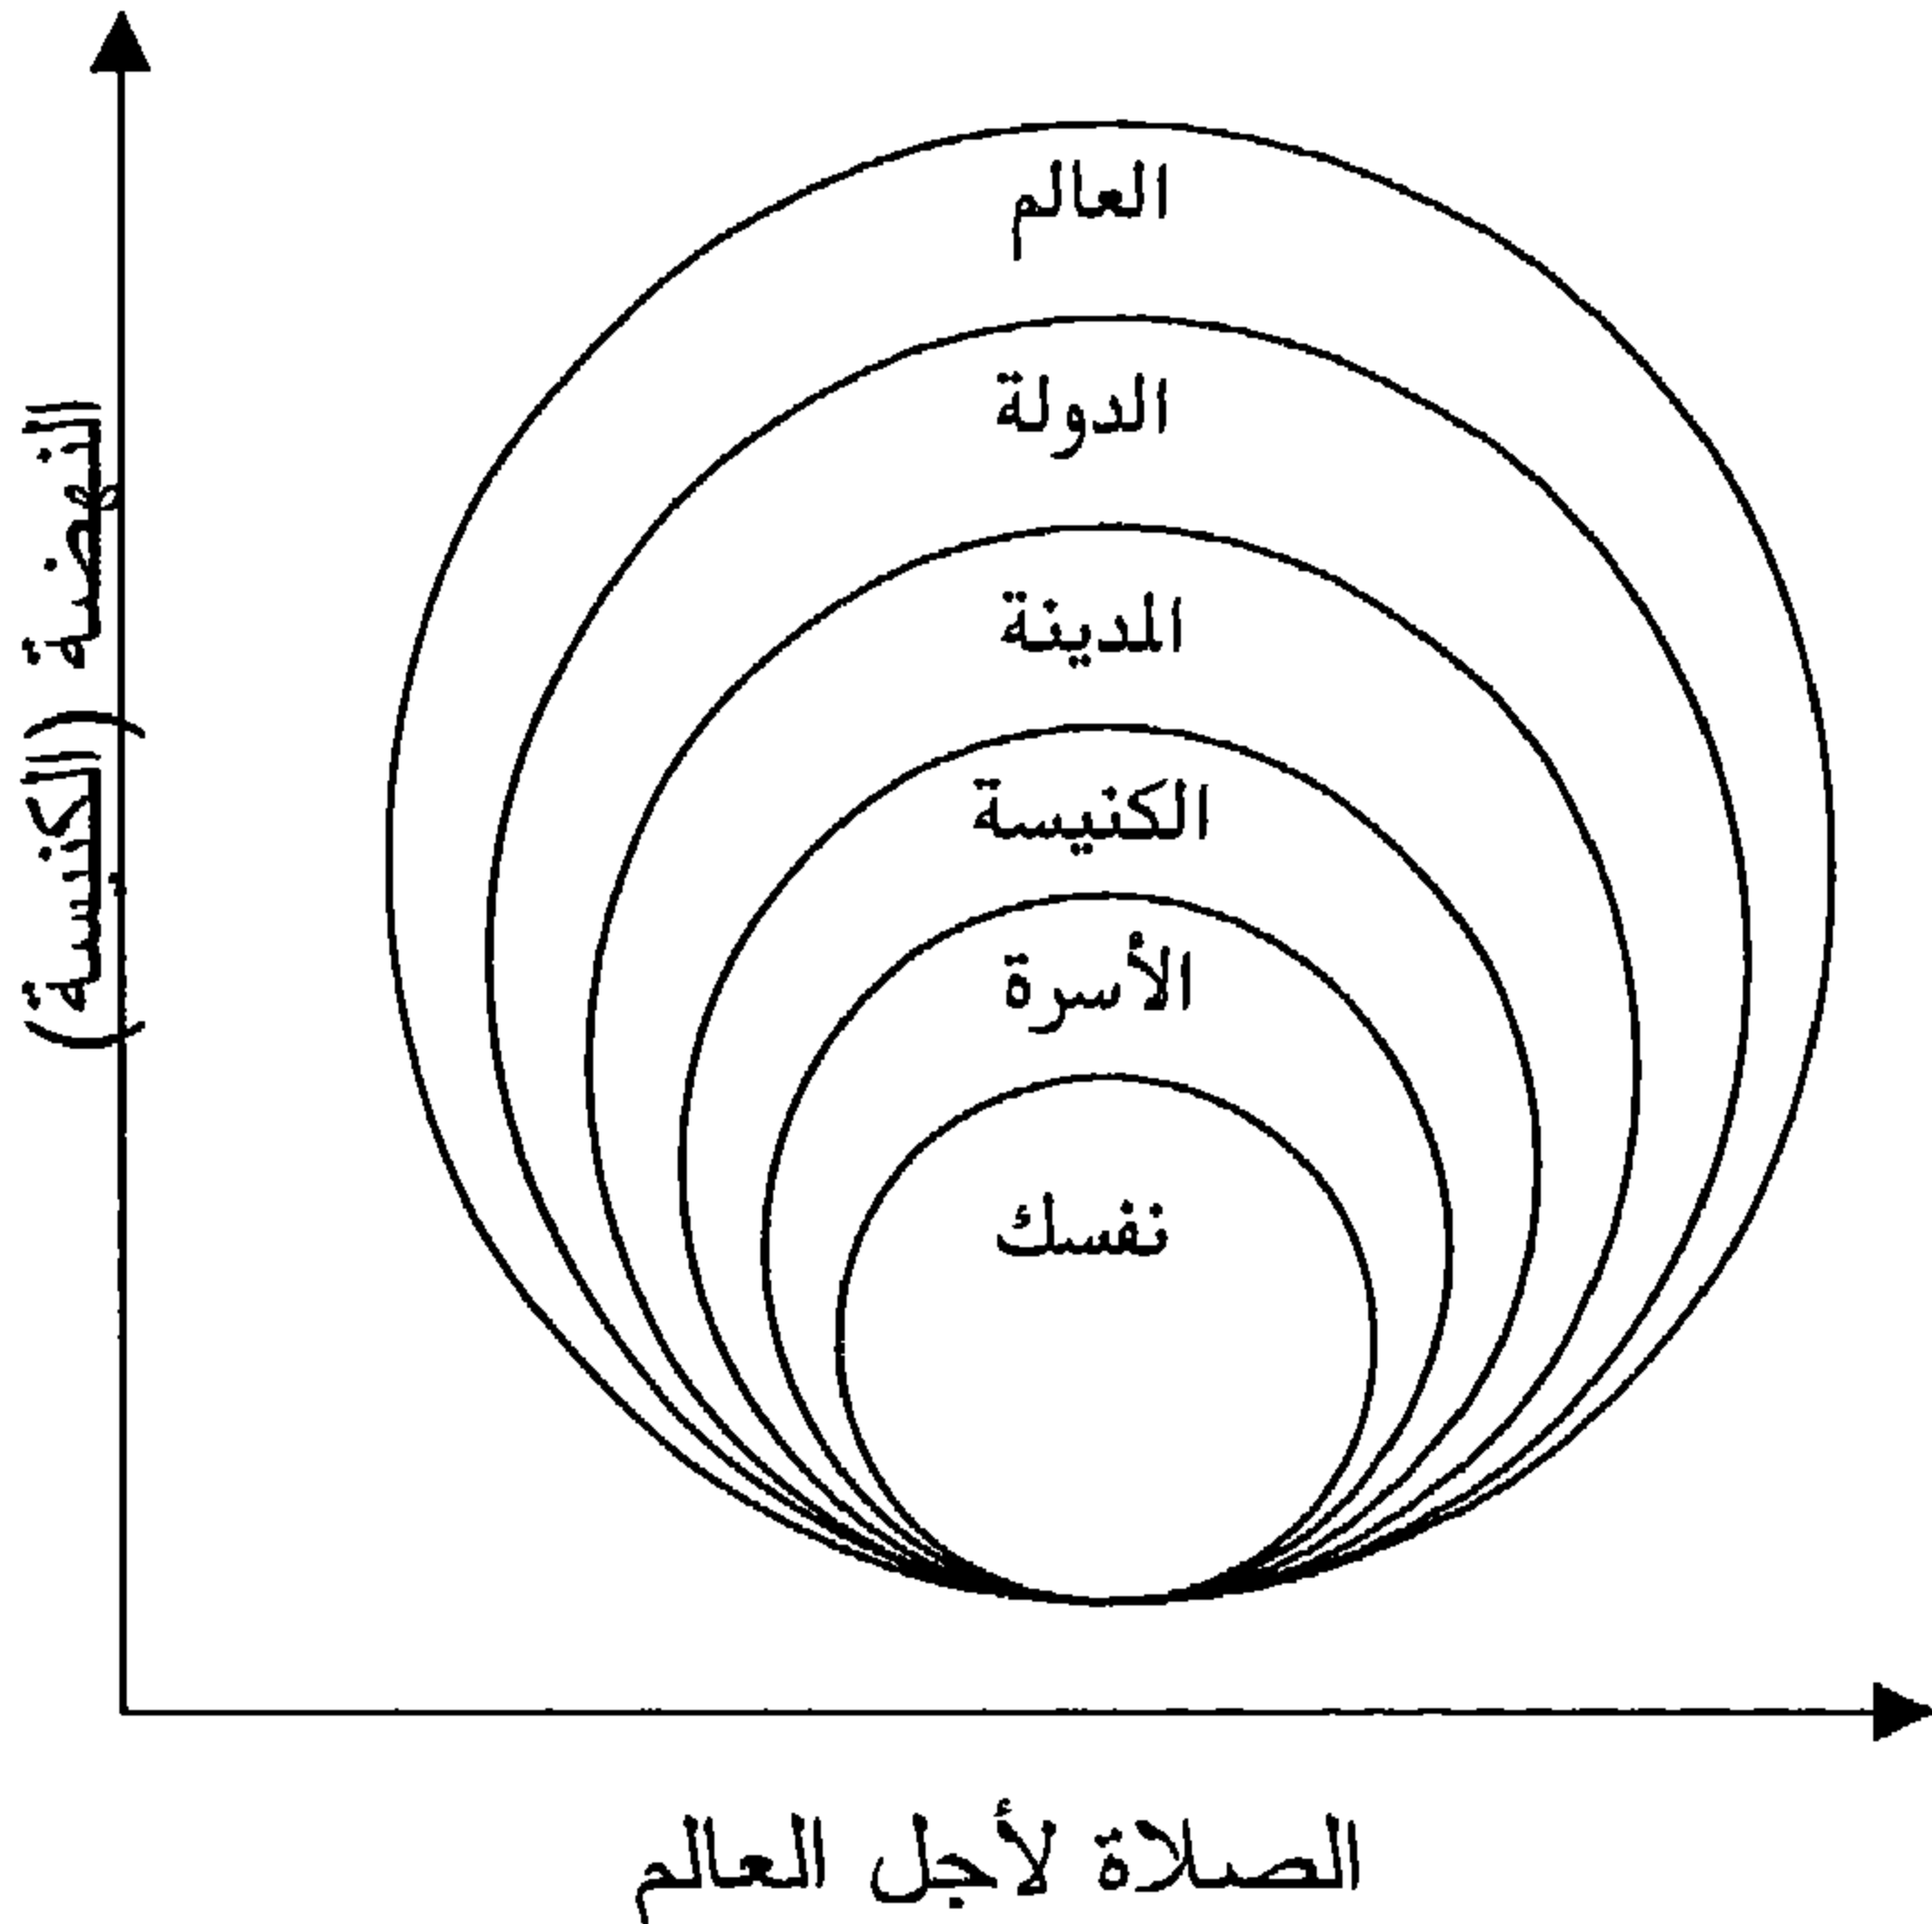 العالم
الدولة
المدينة
الكنيسة
الأسرة
نفسك
النهضة (الكنيسة)
الصلاة لأجل العالم